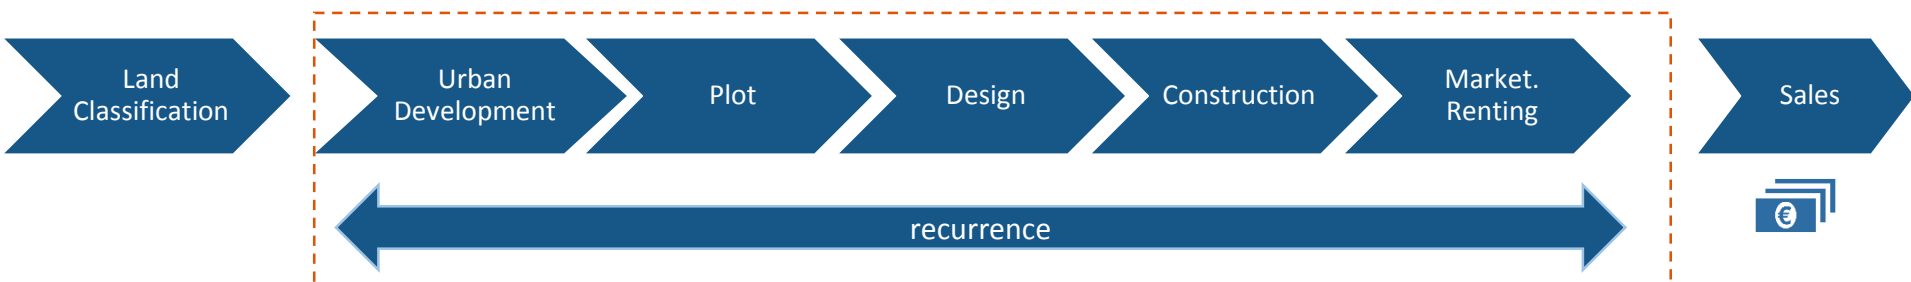 Land
Classification
Urban
Development
Plot
Design
Construction
Market.
Renting
Sales
recurrence
€